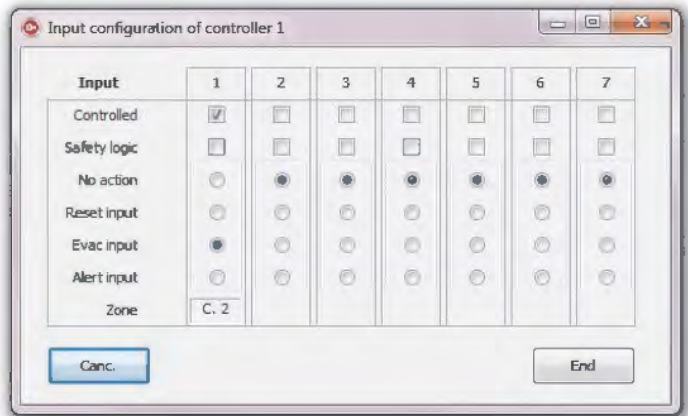 Input configuration of controller 1
Input 1 2 3 4 5 6 7
Controlled
Safety logic
No action
Reset input
Evac input
Alert input
Zone C. 2
Canc. End